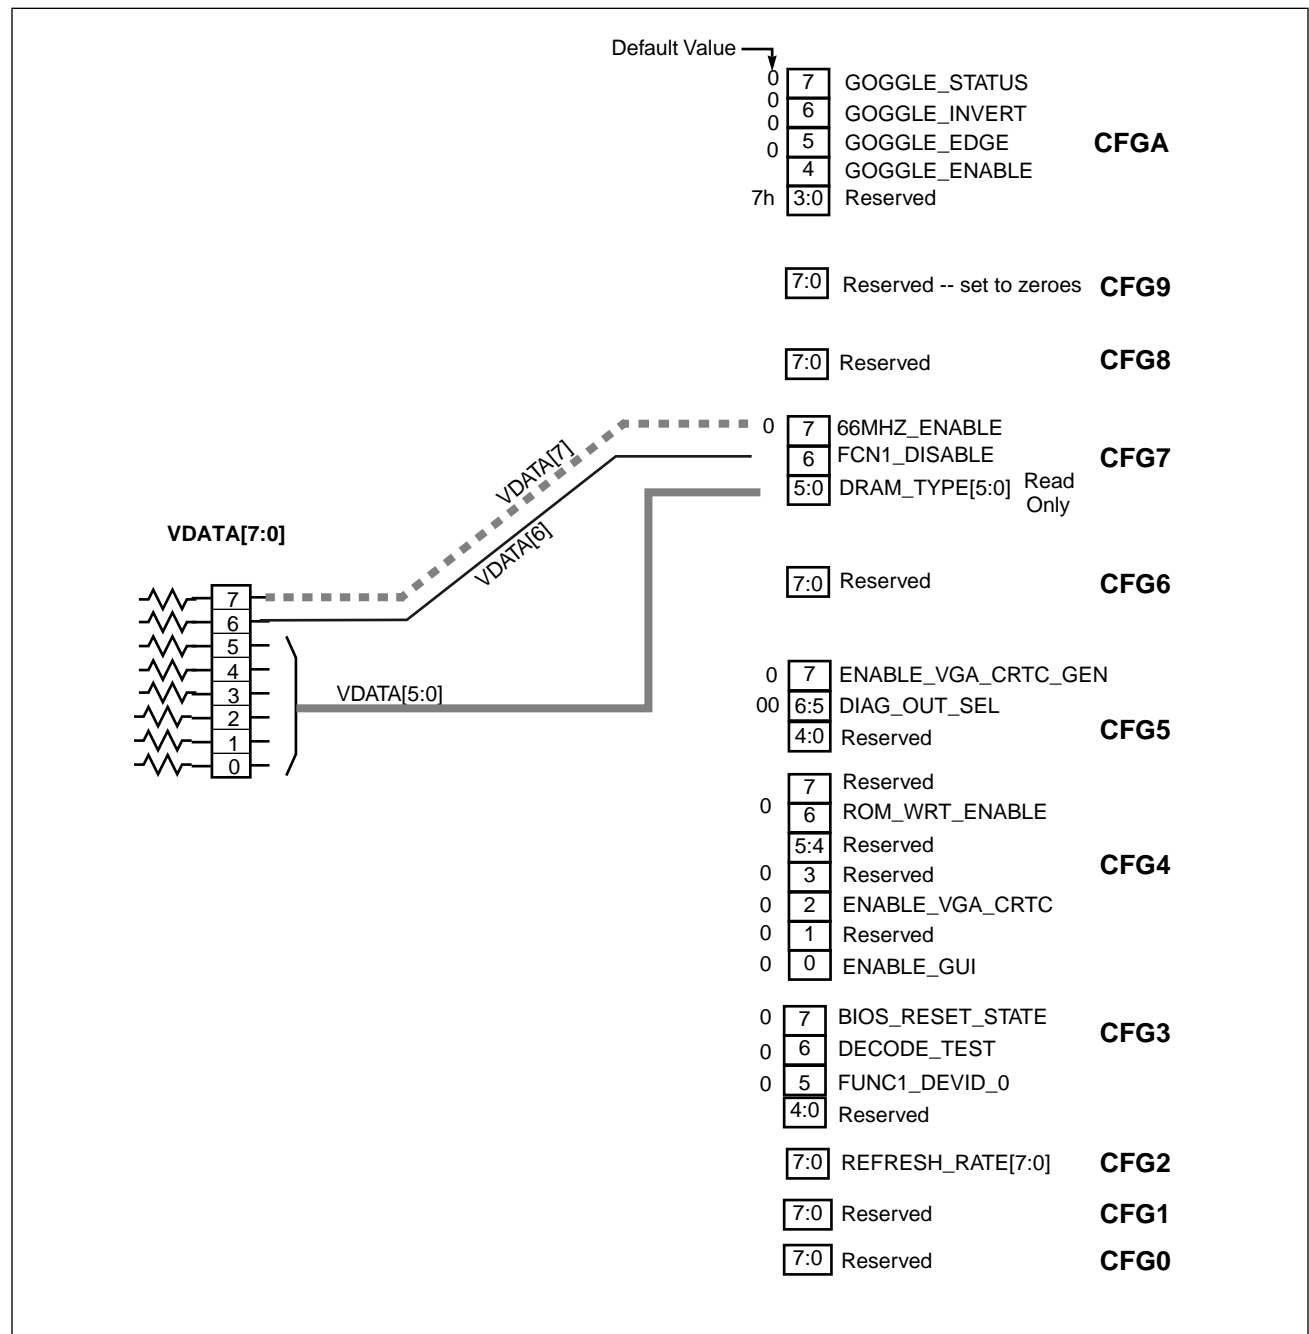 Default Value
0 7 GOGGLE_STATUS
0 6 GOGGLE_INVERT
0 5 GOGGLE_EDGE CFGA
0 4 GOGGLE_ENABLE
7h 3:0 Reserved
7:0 Reserved -- set to zeroes CFG9
7:0 Reserved CFG8
0 7 66MHZ_ENABLE
6 FCN1_DISABLE CFG7
5:0 DRAM_TYPE[5:0] Read Only
VDATA[7]
VDATA[6]
VDATA[7:0]
7
6
5
4
3
2
1
0
VDATA[5:0]
7:0 Reserved CFG6
0 7 ENABLE_VGA_CRTC_GEN
00 6:5 DIAG_OUT_SEL
4:0 Reserved CFG5
7 Reserved
0 6 ROM_WRT_ENABLE
5:4 Reserved
0 3 Reserved CFG4
0 2 ENABLE_VGA_CRTC
0 1 Reserved
0 0 ENABLE_GUI
0 7 BIOS_RESET_STATE CFG3
0 6 DECODE_TEST
0 5 FUNC1_DEVID_0
4:0 Reserved
7:0 REFRESH_RATE[7:0] CFG2
7:0 Reserved CFG1
7:0 Reserved CFG0